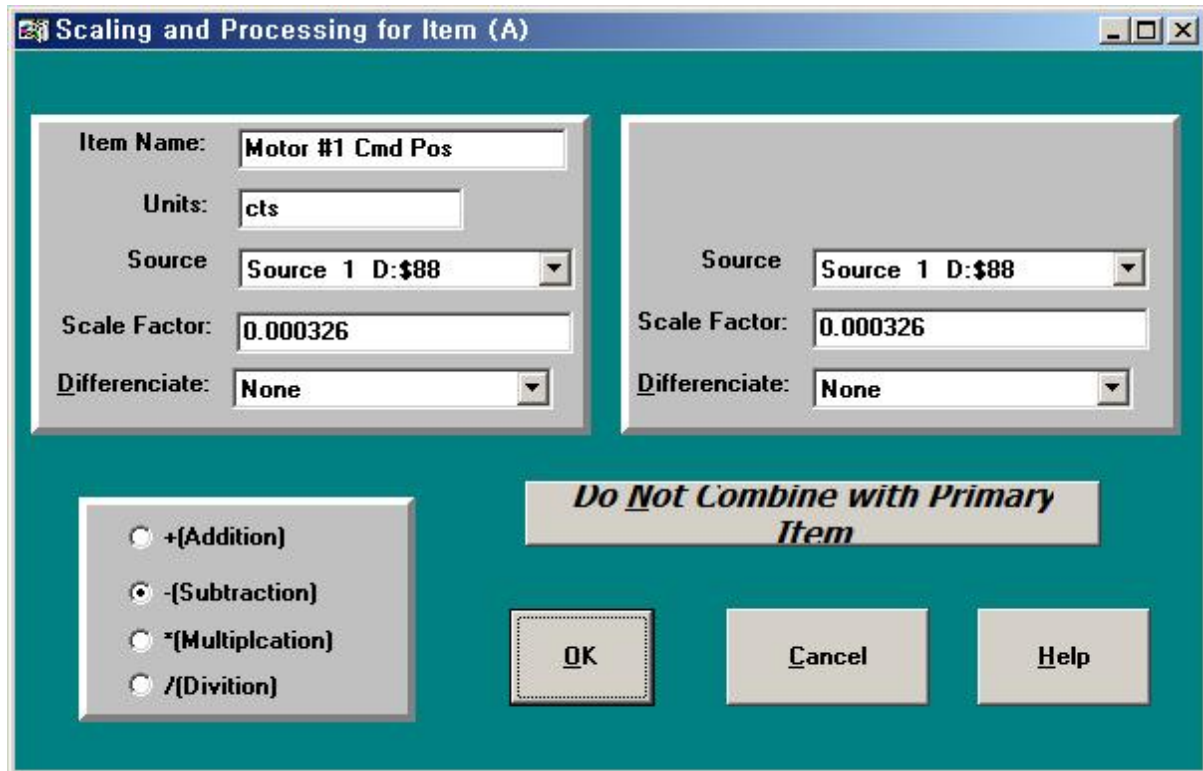 Scaling and Processing for Item (A)
Item Name:
Motor #1 Cmd Pos
Units:
cts
Source
Source 1 D:$88
Scale Factor:
0.000326
Differenciate:
None
Source
Source 1 D:$88
Scale Factor:
0.000326
Differenciate:
None
+(Addition)
-(Subtraction)
*(Multiplcation)
/(Divition)
Do Not Combine with Primary
Item
OK
Cancel
Help